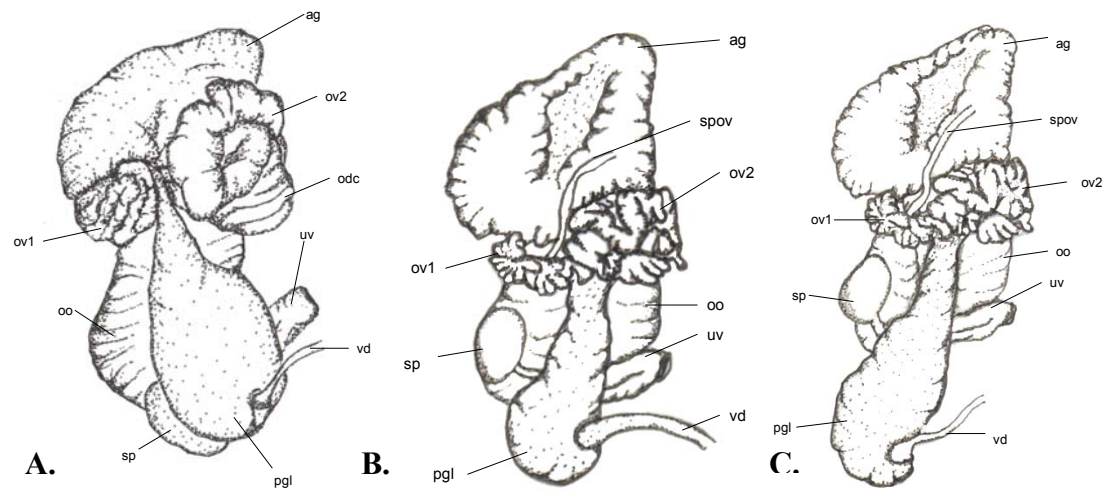 ag
ov2
odc
ov1
uv
oo
vd
sp
pgl
A.
ag
spov
ov2
ov1
oo
uv
sp
vd
pgl
B.
ag
spov
ov2
ov1
oo
sp
uv
pgl
vd
C.